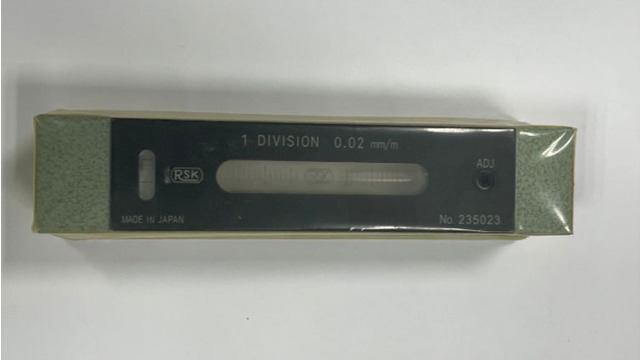 1 DIVISION 0.02 mm/m
RSK
ADJ
MADE IN JAPAN
No 235023